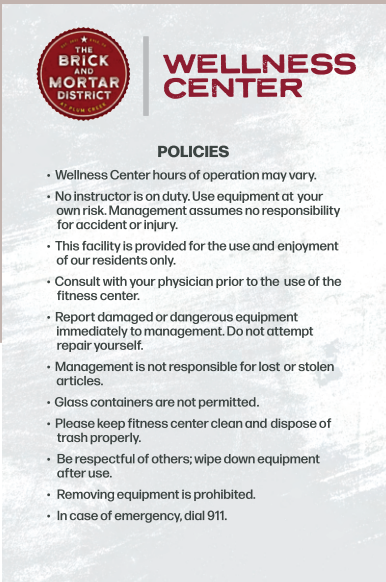 THE
BRICK
AND
MORTAR
DISTRICT
AT PLUM CREEK
WELLNESS
CENTER
POLICIES
• Wellness Center hours of operation may vary.
• No instructor is on duty. Use equipment at your
own risk. Management assumes no responsibility
for accident or injury.
• This facility is provided for the use and enjoyment
of our residents only.
• Consult with your physician prior to the use of the
fitness center.
• Report damaged or dangerous equipment
immediately to management. Do not attempt
repair yourself.
• Management is not responsible for lost or stolen
articles.
• Glass containers are not permitted.
• Please keep fitness center clean and dispose of
trash properly.
• Be respectful of others; wipe down equipment
after use.
• Removing equipment is prohibited.
• In case of emergency, dial 911.